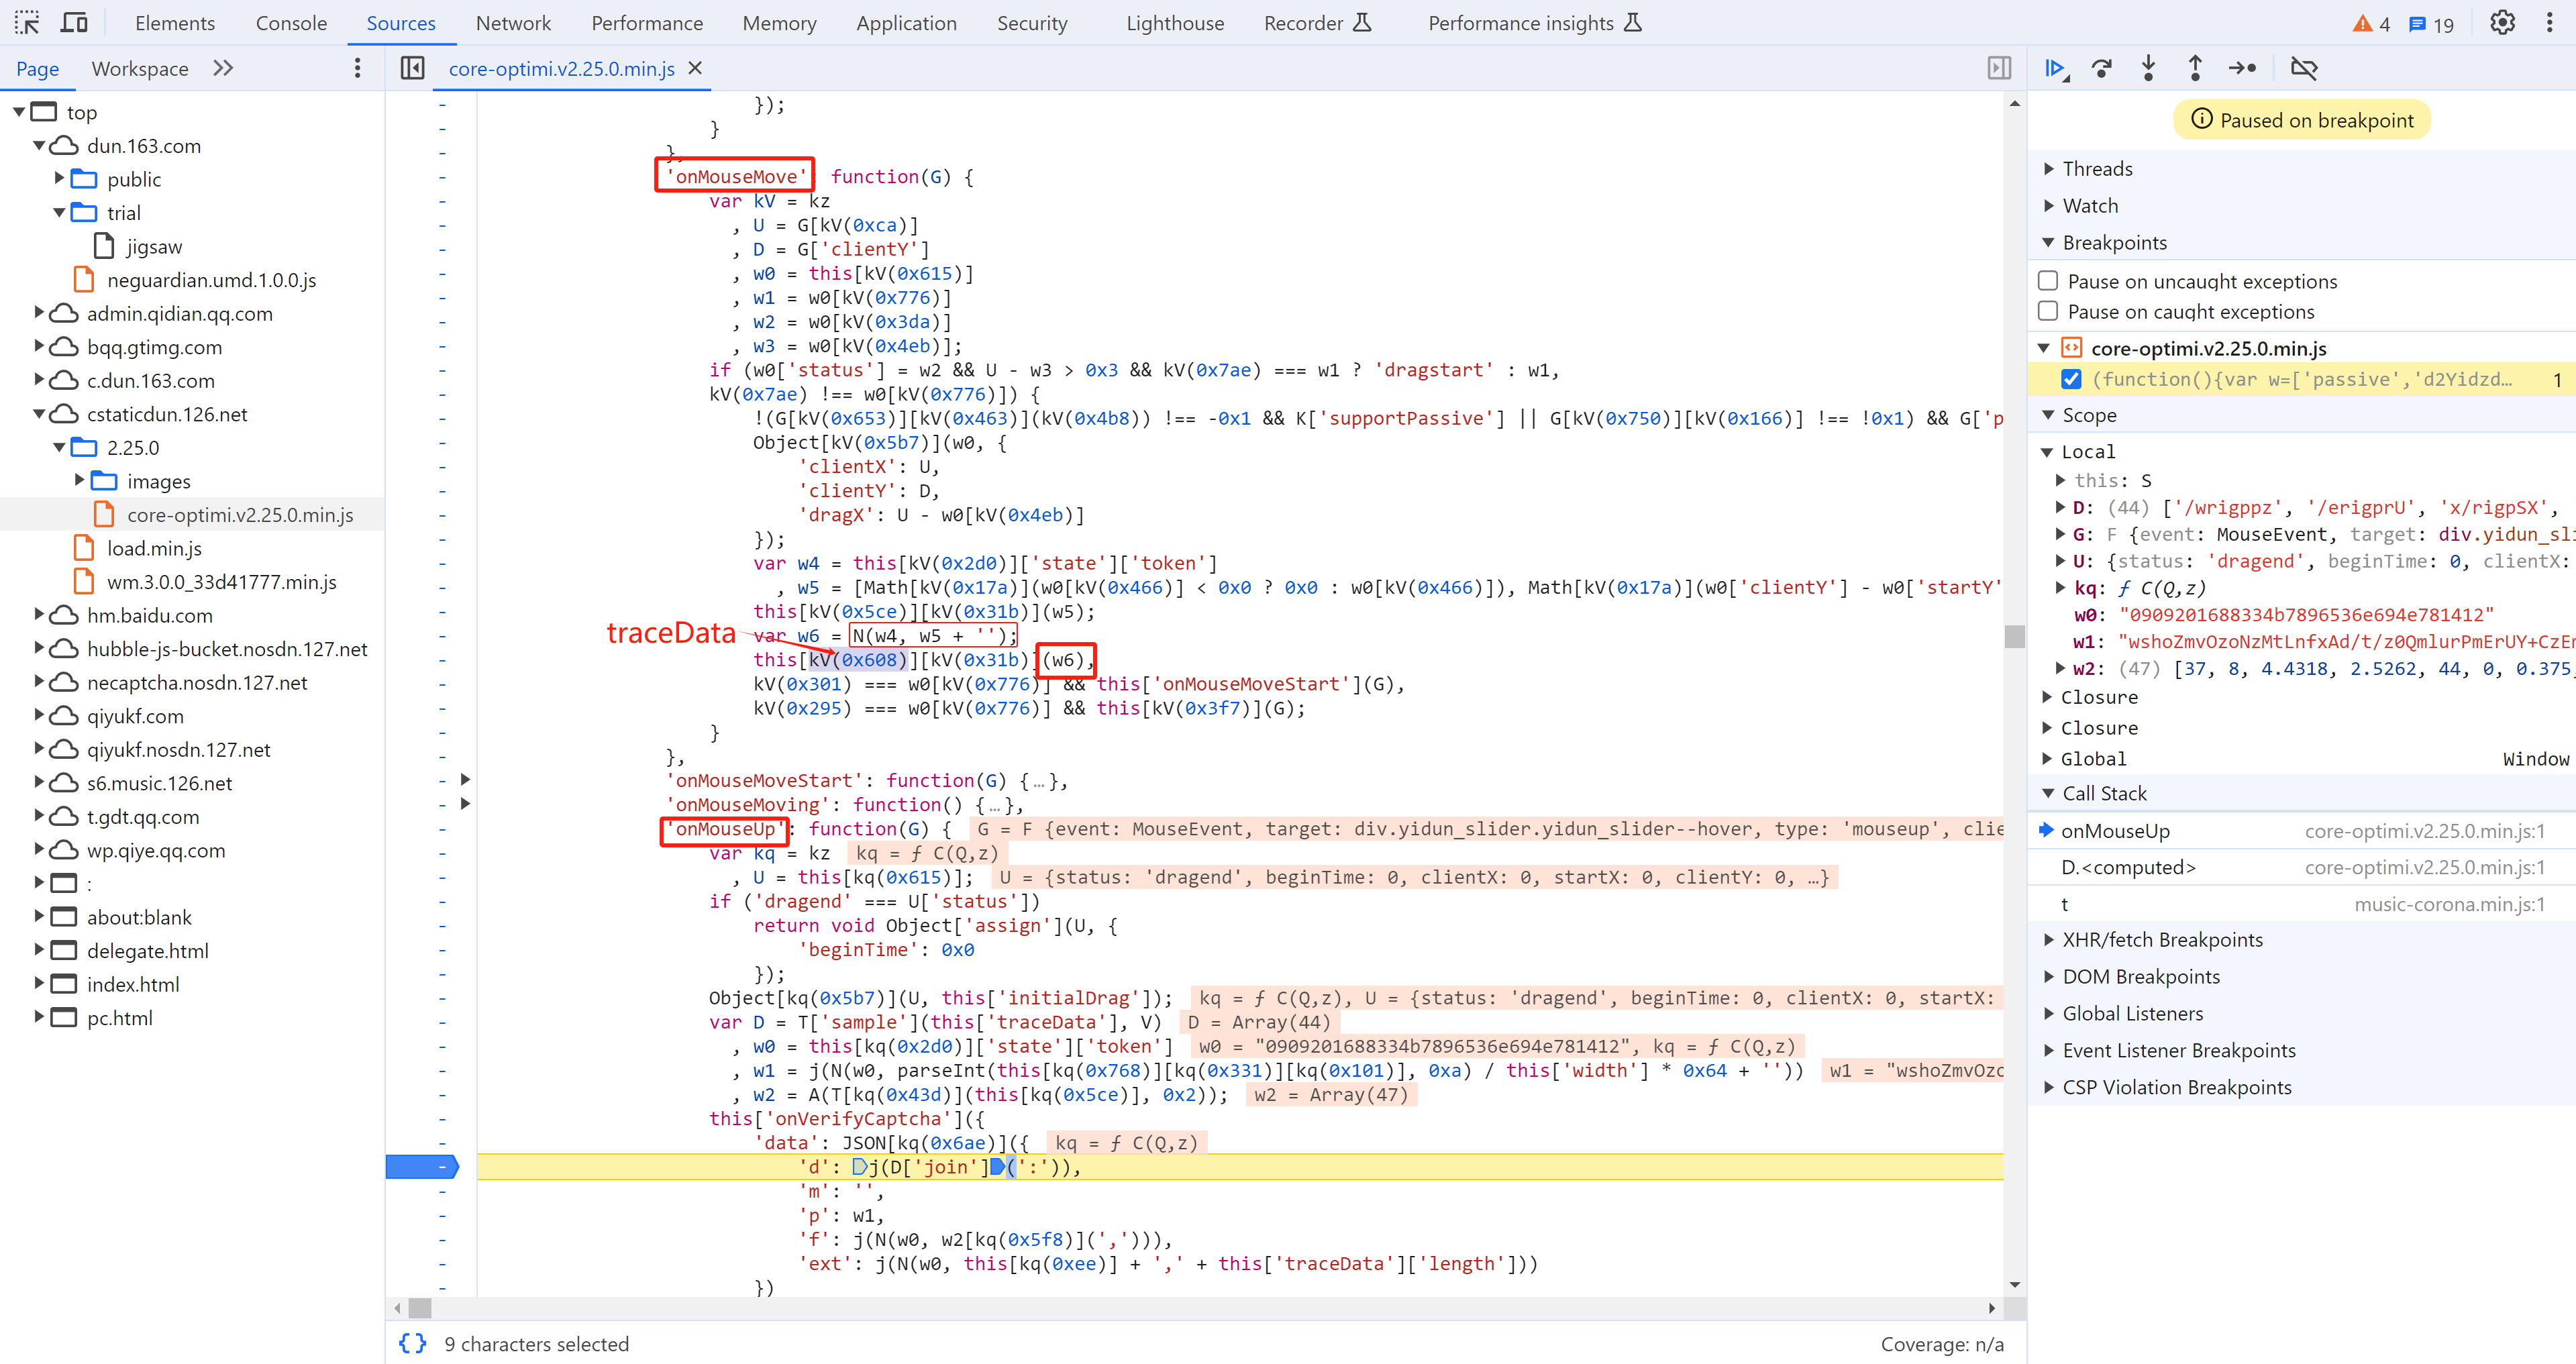 Elements Console Sources Network Performance Memory Application Security Lighthouse Recorder Performance insights 4 19
Page Workspace
core-optimi.v2.25.0.min.js
top
dun.163.com
public
trial
jigsaw
neguardian.umd.1.0.0.js
admin.qidian.qq.com
bqq.gtimg.com
c.dun.163.com
cstaticdun.126.net
2.25.0
images
core-optimi.v2.25.0.min.js
load.min.js
wm.3.0.0_33d41777.min.js
hm.baidu.com
hubble-js-bucket.nosdn.127.net
necaptcha.nosdn.127.net
qiyukf.com
qiyukf.nosdn.127.net
s6.music.126.net
t.gdt.qq.com
wp.qiye.qq.com
:
about:blank
delegate.html
index.html
pc.html
});
}
},
'onMouseMove': function(G) {
var kV = kz
, U = G[kV(0xca)]
, D = G['clientY']
, w0 = this[kV(0x615)]
, w1 = w0[kV(0x776)]
, w2 = w0[kV(0x3da)]
, w3 = w0[kV(0x4eb)];
if (w0['status'] = w2 && U - w3 > 0x3 && kV(0x7ae) === w1 ? 'dragstart' : w1,
kV(0x7ae) !== w0[kV(0x776)]) {
!(G[kV(0x653)][kV(0x463)](kV(0x4b8)) !== -0x1 && K['supportPassive'] || G[kV(0x750)][kV(0x166)] !== !0x1) && G['p
Object[kV(0x5b7)](w0, {
'clientX': U,
'clientY': D,
'dragX': U - w0[kV(0x4eb)]
});
var w4 = this[kV(0x2d0)]['state']['token']
, w5 = [Math[kV(0x17a)](w0[kV(0x466)] < 0x0 ? 0x0 : w0[kV(0x466)]), Math[kV(0x17a)](w0['clientY'] - w0['startY'
this[kV(0x5ce)][kV(0x31b)](w5);
traceData
var w6 = N(w4, w5 + '');
this[kV(0x608)][kV(0x31b)](w6),
kV(0x301) === w0[kV(0x776)] && this['onMouseMoveStart'](G),
kV(0x295) === w0[kV(0x776)] && this[kV(0x3f7)](G);
}
},
'onMouseMoveStart': function(G) {…},
'onMouseMoving': function() {…},
'onMouseUp': function(G) { G = F {event: MouseEvent, target: div.yidun_slider.yidun_slider--hover, type: 'mouseup', clie
var kq = kz kq = ƒ C(Q,z)
, U = this[kq(0x615)]; U = {status: 'dragend', beginTime: 0, clientX: 0, startX: 0, clientY: 0, …}
if ('dragend' === U['status'])
return void Object['assign'](U, {
'beginTime': 0x0
});
Object[kq(0x5b7)](U, this['initialDrag']); kq = ƒ C(Q,z), U = {status: 'dragend', beginTime: 0, clientX: 0, startX:
var D = T['sample'](this['traceData'], V) D = Array(44)
, w0 = this[kq(0x2d0)]['state']['token'] w0 = "0909201688334b7896536e694e781412", kq = ƒ C(Q,z)
, w1 = j(N(w0, parseInt(this[kq(0x768)][kq(0x331)][kq(0x101)], 0xa) / this['width'] * 0x64 + '')) w1 = "wshoZmvOzo
, w2 = A(T[kq(0x43d)](this[kq(0x5ce)], 0x2)); w2 = Array(47)
this['onVerifyCaptcha']({
'data': JSON[kq(0x6ae)]({ kq = ƒ C(Q,z)
'd': j(D['join'](':')),
'm': '',
'p': w1,
'f': j(N(w0, w2[kq(0x5f8)](','))),
'ext': j(N(w0, this[kq(0xee)] + ',' + this['traceData']['length']))
})
{} 9 characters selected
Coverage: n/a
Paused on breakpoint
Threads
Watch
Breakpoints
Pause on uncaught exceptions
Pause on caught exceptions
core-optimi.v2.25.0.min.js
(function(){var w=['passive','d2Yidzd… 1
Scope
Local
this: S
D: (44) ['/wrigppz', '/erigprU', 'x/rigpSX',
G: F {event: MouseEvent, target: div.yidun_sli
U: {status: 'dragend', beginTime: 0, clientX:
kq: ƒ C(Q,z)
w0: "0909201688334b7896536e694e781412"
w1: "wshoZmvOzoNzMtLnfxAd/t/z0QmlurPmErUY+CzEr
w2: (47) [37, 8, 4.4318, 2.5262, 44, 0, 0.375,
Closure
Closure
Global Window
Call Stack
onMouseUp core-optimi.v2.25.0.min.js:1
D.<computed> core-optimi.v2.25.0.min.js:1
t music-corona.min.js:1
XHR/fetch Breakpoints
DOM Breakpoints
Global Listeners
Event Listener Breakpoints
CSP Violation Breakpoints